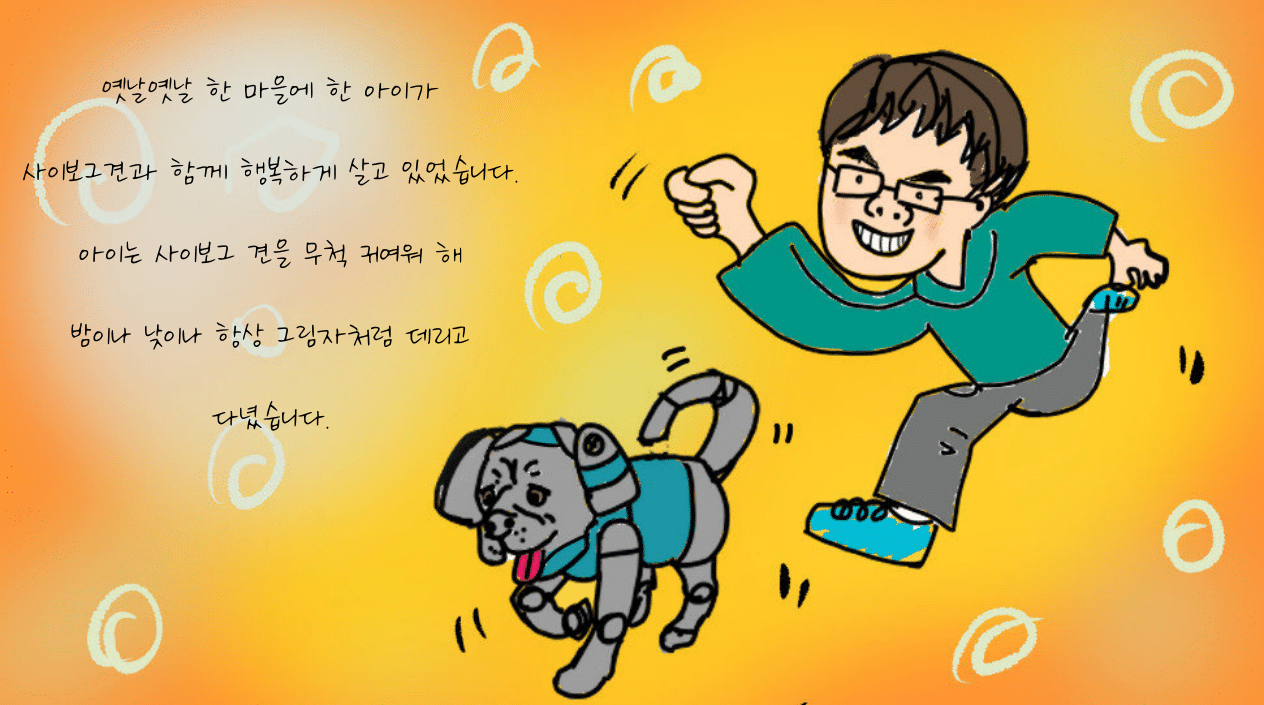 옛날옛날 한 마을에 한 아이가
사이보그견과 함께 행복하게 살고 있었습니다.
아이는 사이보그 견을 무척 귀여워 해
밤이나 낮이나 항상 그림자처럼 데리고
다녔습니다.